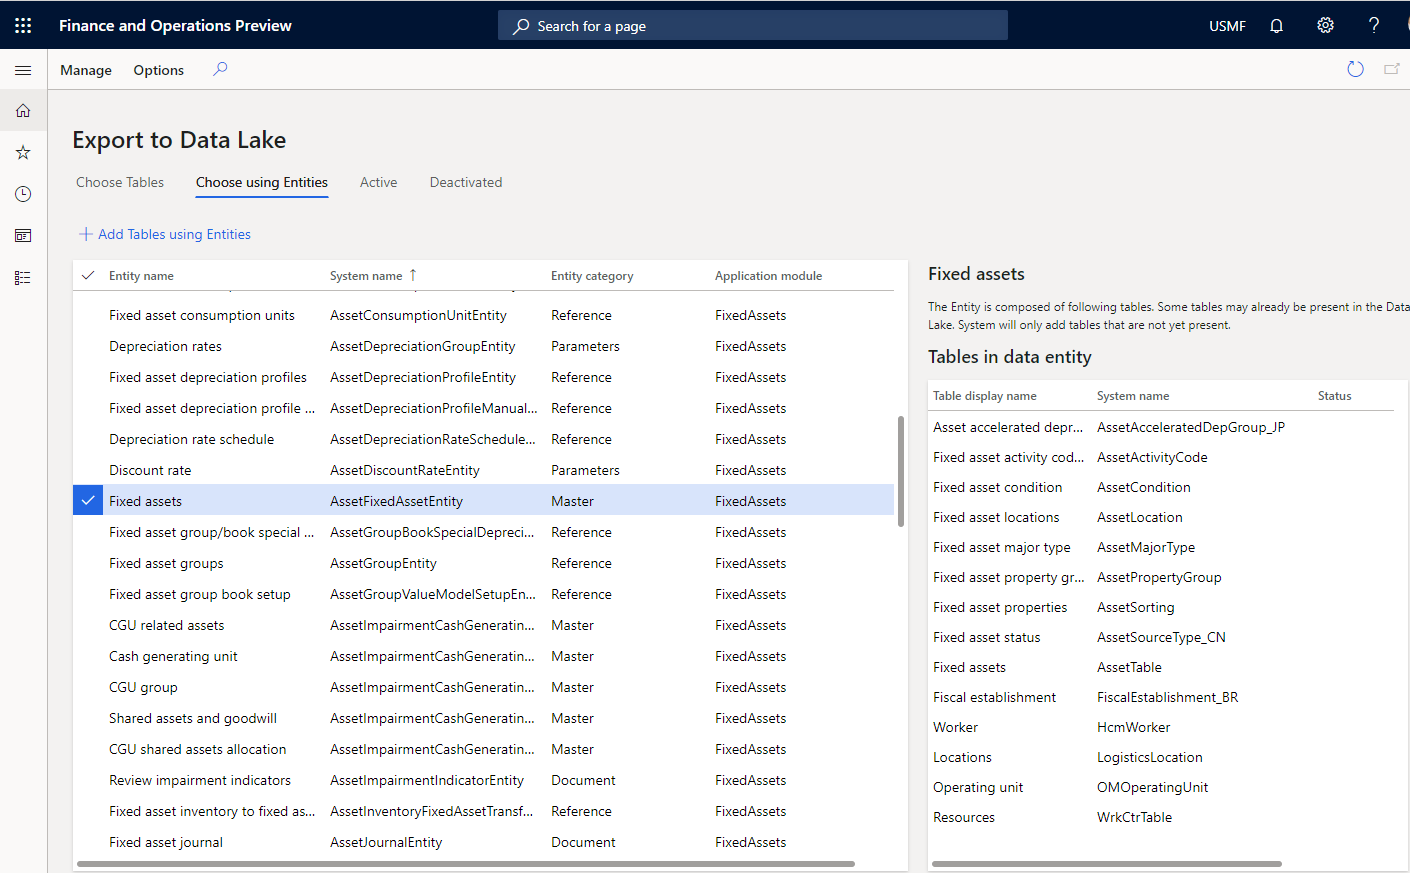 Finance and Operations Preview
Search for a page
USMF
Manage Options
Export to Data Lake
Choose Tables Choose using Entities Active Deactivated
Add Tables using Entities
Entity name System name ↑ Entity category Application module
Fixed asset consumption units AssetConsumptionUnitEntity Reference FixedAssets
Depreciation rates AssetDepreciationGroupEntity Parameters FixedAssets
Fixed asset depreciation profiles AssetDepreciationProfileEntity Reference FixedAssets
Fixed asset depreciation profile ... AssetDepreciationProfileManual... Reference FixedAssets
Depreciation rate schedule AssetDepreciationRateSchedule... Reference FixedAssets
Discount rate AssetDiscountRateEntity Parameters FixedAssets
Fixed assets AssetFixedAssetEntity Master FixedAssets
Fixed asset group/book special ... AssetGroupBookSpecialDepreci... Reference FixedAssets
Fixed asset groups AssetGroupEntity Reference FixedAssets
Fixed asset group book setup AssetGroupValueModelSetupEn... Reference FixedAssets
CGU related assets AssetImpairmentCashGeneratin... Master FixedAssets
Cash generating unit AssetImpairmentCashGeneratin... Master FixedAssets
CGU group AssetImpairmentCashGeneratin... Master FixedAssets
Shared assets and goodwill AssetImpairmentCashGeneratin... Master FixedAssets
CGU shared assets allocation AssetImpairmentCashGeneratin... Master FixedAssets
Review impairment indicators AssetImpairmentIndicatorEntity Document FixedAssets
Fixed asset inventory to fixed as... AssetInventoryFixedAssetTransf... Reference FixedAssets
Fixed asset journal AssetJournalEntity Document FixedAssets
Fixed assets
The Entity is composed of following tables. Some tables may already be present in the Data
Lake. System will only add tables that are not yet present.
Tables in data entity
Table display name System name Status
Asset accelerated depr... AssetAcceleratedDepGroup_JP
Fixed asset activity cod... AssetActivityCode
Fixed asset condition AssetCondition
Fixed asset locations AssetLocation
Fixed asset major type AssetMajorType
Fixed asset property gr... AssetPropertyGroup
Fixed asset properties AssetSorting
Fixed asset status AssetSourceType_CN
Fixed assets AssetTable
Fiscal establishment FiscalEstablishment_BR
Worker HcmWorker
Locations LogisticsLocation
Operating unit OMOperatingUnit
Resources WrkCtrTable